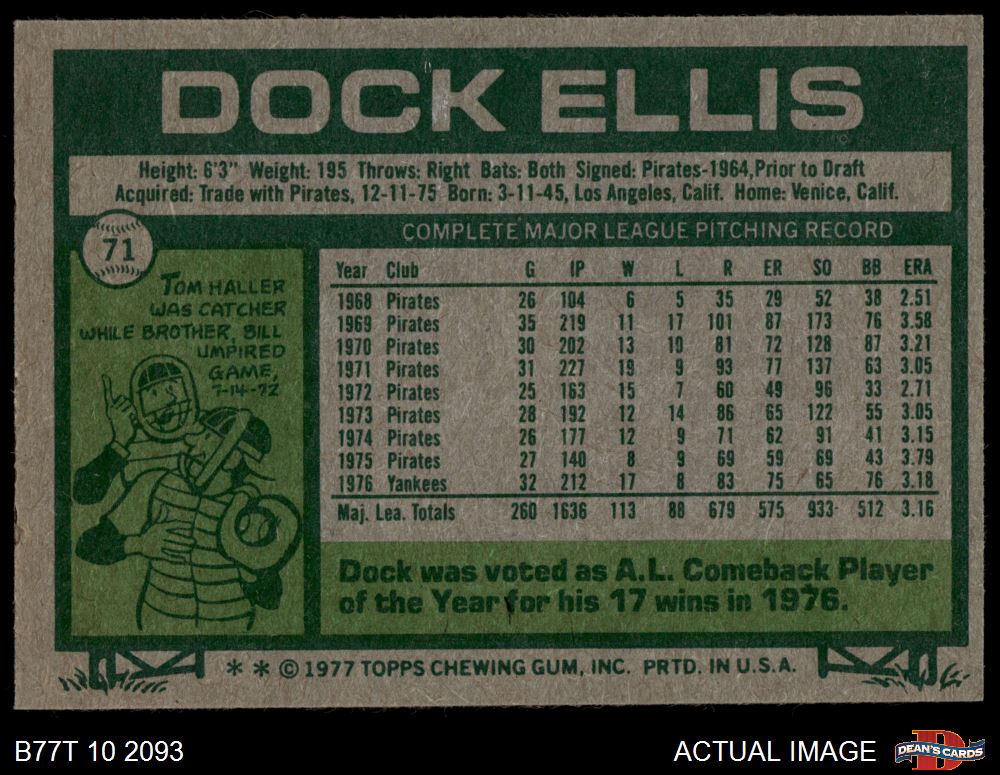 DOCK ELLIS
Height: 6'3" Weight: 195 Throws: Right Bats: Both Signed: Pirates-1964,Prior to Draft
Acquired: Trade with Pirates, 12-11-75 Born: 3-11-45, Los Angeles, Calif. Home: Venice, Calif.
71
TOM HALLER
WAS CATCHER
WHILE BROTHER, BILL
UMPIRED
GAME,
7-14-72
COMPLETE MAJOR LEAGUE PITCHING RECORD
Year Club G IP W L R ER SO BB ERA
1968 Pirates 26 104 6 5 35 29 52 38 2.51
1969 Pirates 35 219 11 17 101 87 173 76 3.58
1970 Pirates 30 202 13 10 81 72 128 87 3.21
1971 Pirates 31 227 19 9 93 77 137 63 3.05
1972 Pirates 25 163 15 7 60 49 96 33 2.71
1973 Pirates 28 192 12 14 86 65 122 55 3.05
1974 Pirates 26 177 12 9 71 62 91 41 3.15
1975 Pirates 27 140 8 9 69 59 69 43 3.79
1976 Yankees 32 212 17 8 83 75 65 76 3.18
Maj. Lea. Totals 260 1636 113 88 679 575 933 512 3.16
Dock was voted as A.L. Comeback Player
of the Year for his 17 wins in 1976.
* * © 1977 TOPPS CHEWING GUM, INC. PRTD. IN U.S.A.
B77T 10 2093
ACTUAL IMAGE
D
DEAN'S CARDS